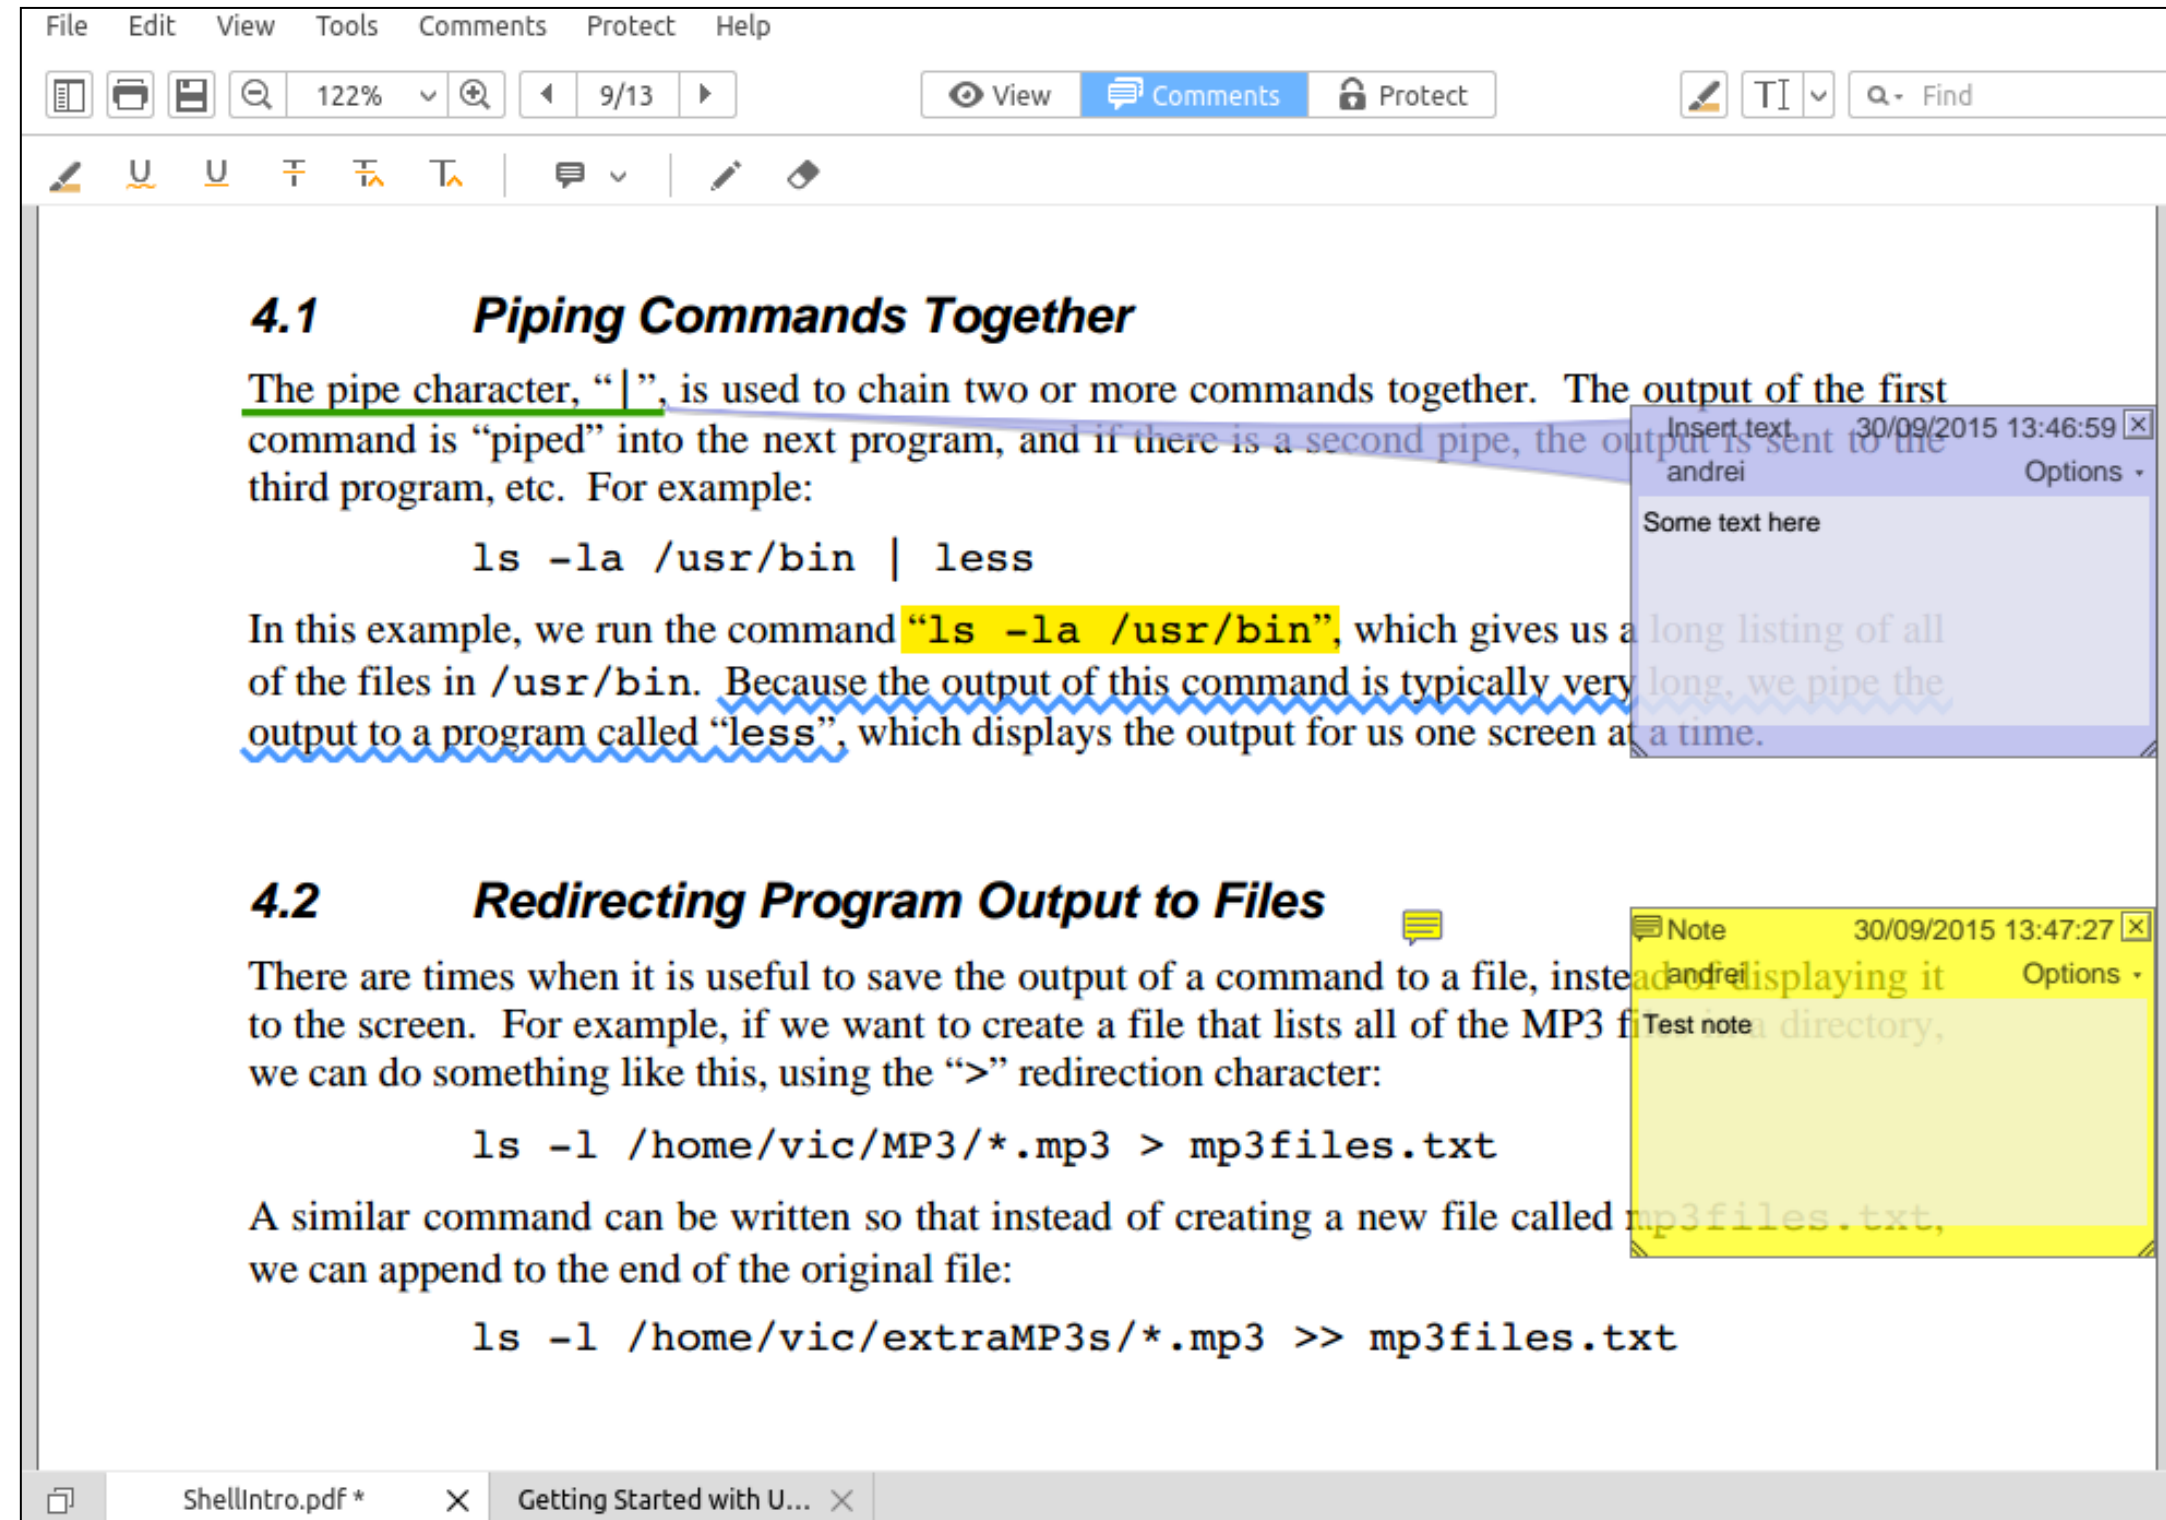 File Edit View Tools Comments Protect Help
122% 9/13 View Comments Protect Find
4.1 Piping Commands Together
The pipe character, “|”, is used to chain two or more commands together. The output of the first
command is “piped” into the next program, and if there is a second pipe, the output is sent to the
third program, etc. For example:
ls -la /usr/bin | less
In this example, we run the command “ls -la /usr/bin”, which gives us a long listing of all
of the files in /usr/bin. Because the output of this command is typically very long, we pipe the
output to a program called “less”, which displays the output for us one screen at a time.
Insert text 30/09/2015 13:46:59
andrei Options
Some text here
4.2 Redirecting Program Output to Files
There are times when it is useful to save the output of a command to a file, instead of displaying it
to the screen. For example, if we want to create a file that lists all of the MP3 files in a directory,
we can do something like this, using the “>” redirection character:
ls -l /home/vic/MP3/*.mp3 > mp3files.txt
A similar command can be written so that instead of creating a new file called mp3files.txt,
we can append to the end of the original file:
ls -l /home/vic/extraMP3s/*.mp3 >> mp3files.txt
Note 30/09/2015 13:47:27
andrei Options
Test note
ShellIntro.pdf * Getting Started with U...